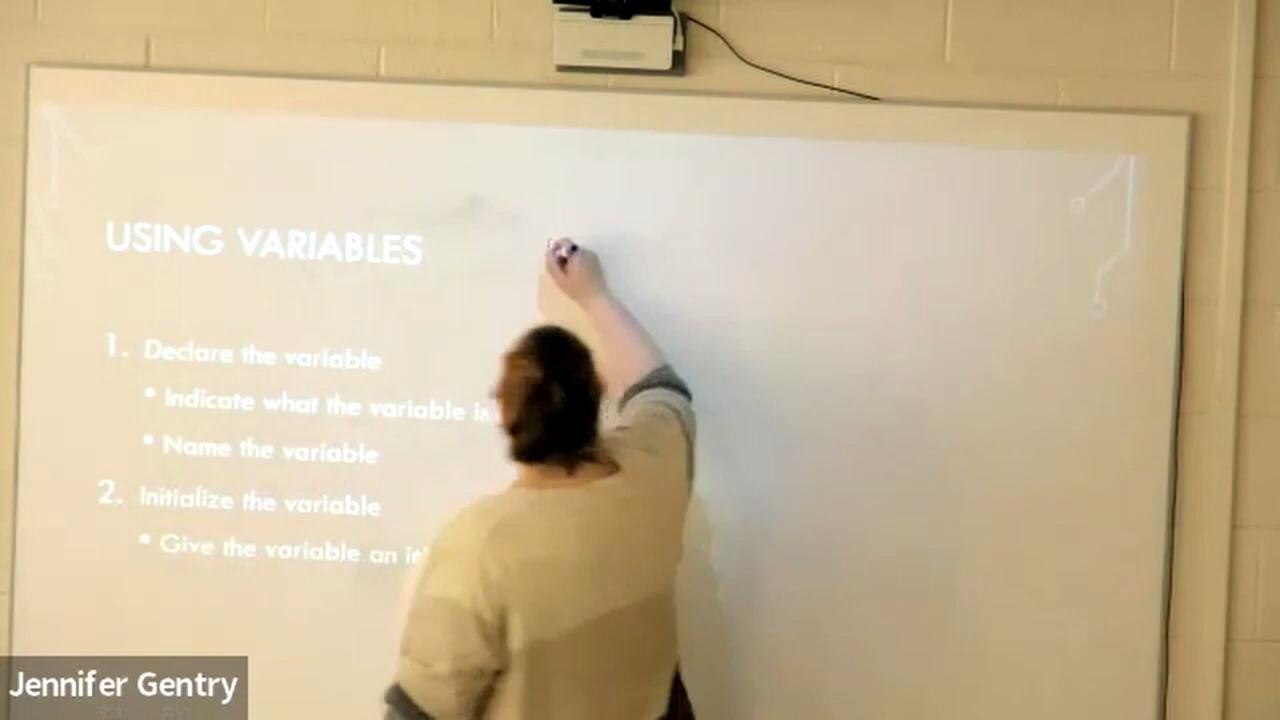 USING VARIABLES
1. Declare the variable
• Indicate what the variable is
• Name the variable
2. Initialize the variable
• Give the variable an
Jennifer Gentry